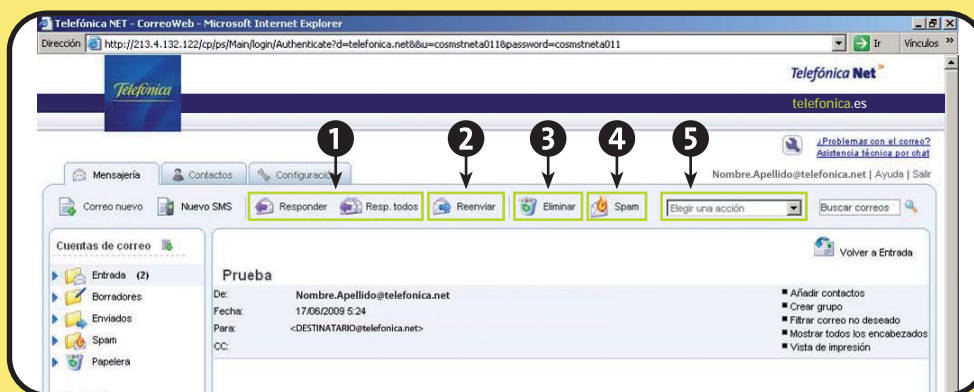 Telefónica NET - CorreoWeb - Microsoft Internet Explorer
Dirección http://213.4.132.122/cp/ps/Main/login/Authenticate?d=telefonica.net&8u=cosmstneta011&password=cosmstneta011 Ir Vínculos »
Telefónica
Telefónica Net
telefonica.es
1 2 3 4 5
¿Problemas con el correo?
Asistencia técnica por chat
Mensajería Contactos Configuración
Nombre.Apellido@telefonica.net | Ayuda | Salir
Correo nuevo Nuevo SMS Responder Resp. todos Reenviar Eliminar Spam Elegir una acción Buscar correos
Cuentas de correo
Volver a Entrada
Entrada (2)
Prueba
Borradores
De: Nombre.Apellido@telefonica.net
Añadir contactos
Fecha: 17/06/2009 5:24
Crear grupo
Enviados
Para: <DESTINATARIO@telefonica.net>
Filtrar correo no deseado
Spam
CC:
Mostrar todos los encabezados
Vista de impresión
Papelera